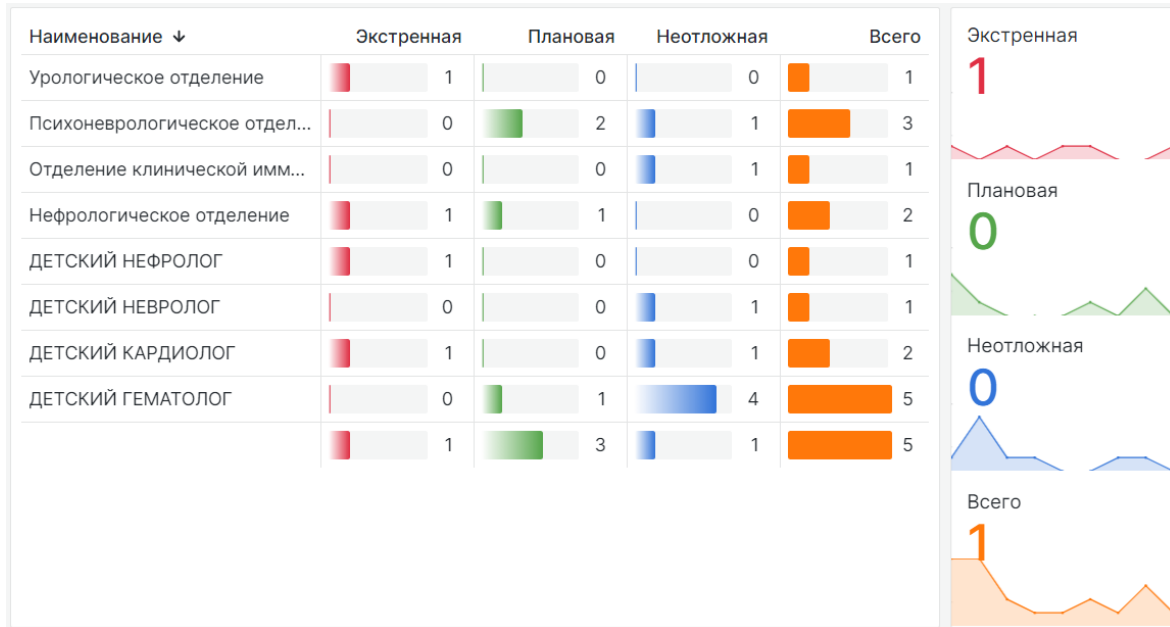 Наименование ↓ Экстренная Плановая Неотложная Всего
Урологическое отделение 1 0 0 1
Психоневрологическое отдел... 0 2 1 3
Отделение клинической имм... 0 0 1 1
Нефрологическое отделение 1 1 0 2
ДЕТСКИЙ НЕФРОЛОГ 1 0 0 1
ДЕТСКИЙ НЕВРОЛОГ 0 0 1 1
ДЕТСКИЙ КАРДИОЛОГ 1 0 1 2
ДЕТСКИЙ ГЕМАТОЛОГ 0 1 4 5
1 3 1 5
Экстренная
1
Плановая
0
Неотложная
0
Всего
1